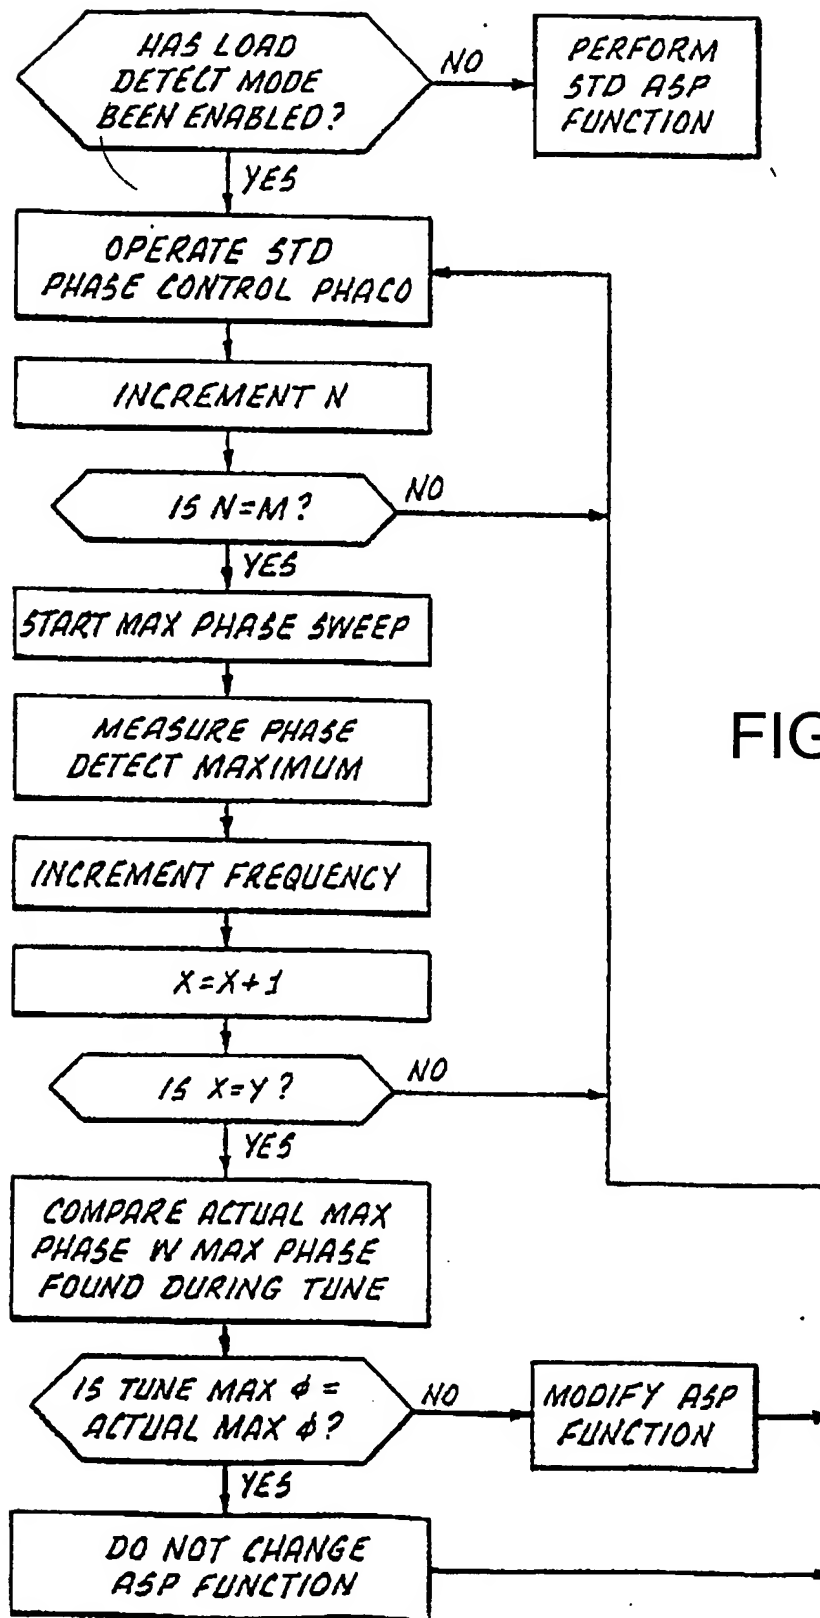 HAS LOAD
DETECT MODE
BEEN ENABLED?
NO
PERFORM
STD ASP
FUNCTION
YES
OPERATE STD
PHASE CONTROL PHACO
INCREMENT N
IS N=M?
NO
YES
START MAX PHASE SWEEP
MEASURE PHASE
DETECT MAXIMUM
FIG
INCREMENT FREQUENCY
X=X+1
IS X=Y?
NO
YES
COMPARE ACTUAL MAX
PHASE W MAX PHASE
FOUND DURING TUNE
IS TUNE MAX ϕ =
ACTUAL MAX ϕ?
NO
MODIFY ASP
FUNCTION
YES
DO NOT CHANGE
ASP FUNCTION